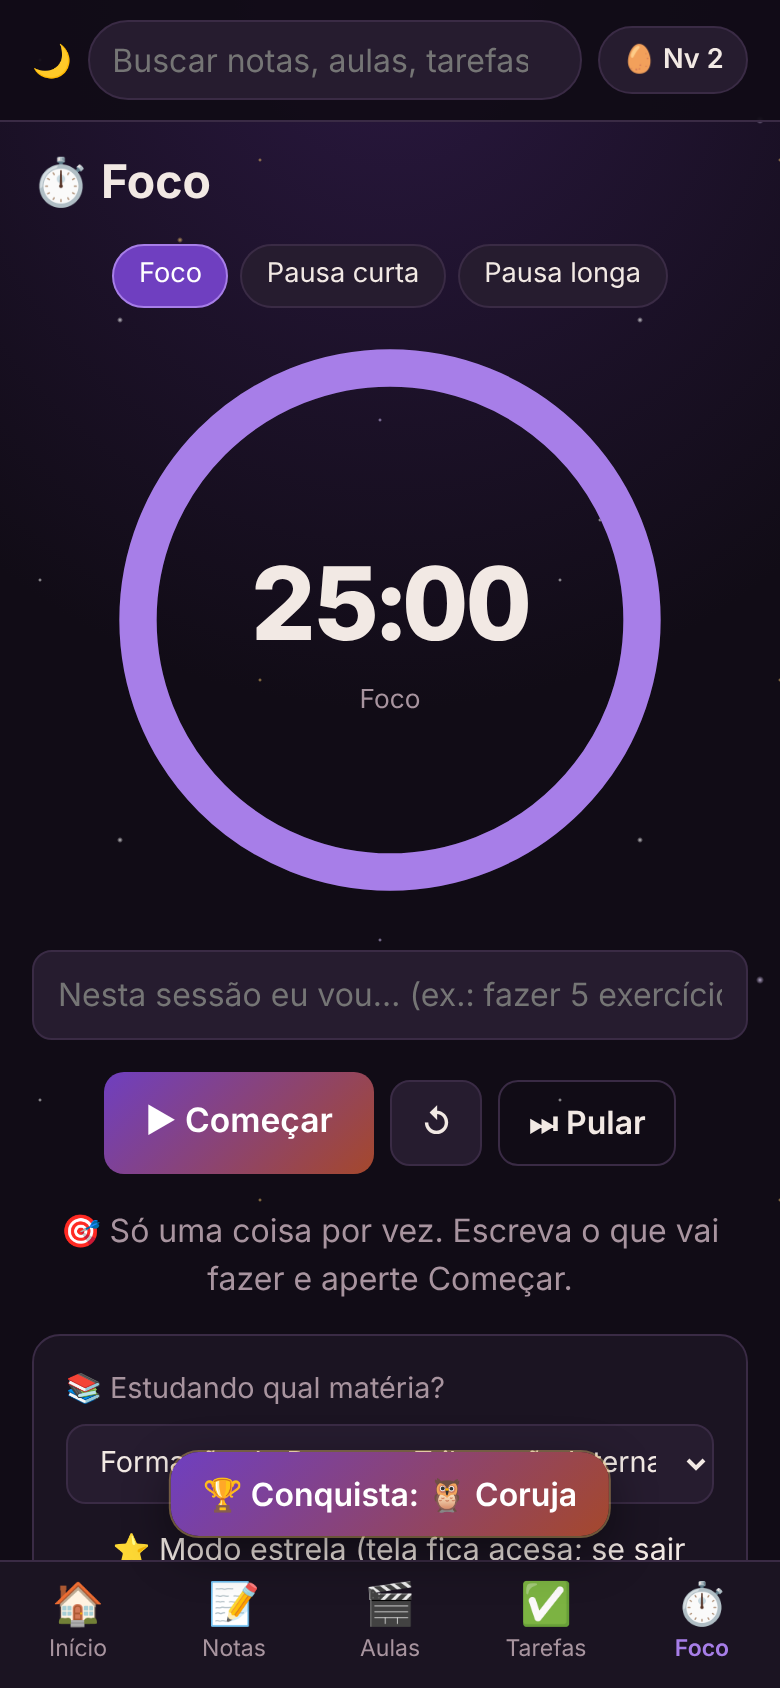 Buscar notas, aulas, tarefas
Nv 2
Foco
Foco
Pausa curta
Pausa longa
25:00
Foco
Nesta sessão eu vou... (ex.: fazer 5 exercício
Começar
Pular
Só uma coisa por vez. Escreva o que vai
fazer e aperte Começar.
Estudando qual matéria?
Conquista: Coruja
Modo estrela (tela fica acesa; se sair
Início
Notas
Aulas
Tarefas
Foco